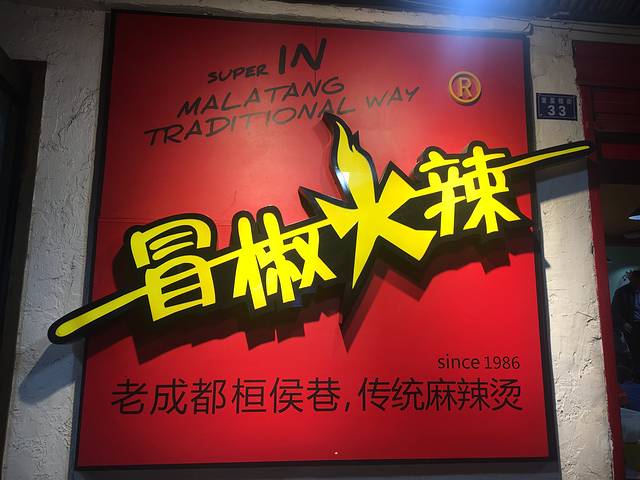 SUPER IN
MALATANG
TRADITIONAL WAY
®
33
冒椒火辣
since 1986
老成都桓侯巷,传统麻辣烫